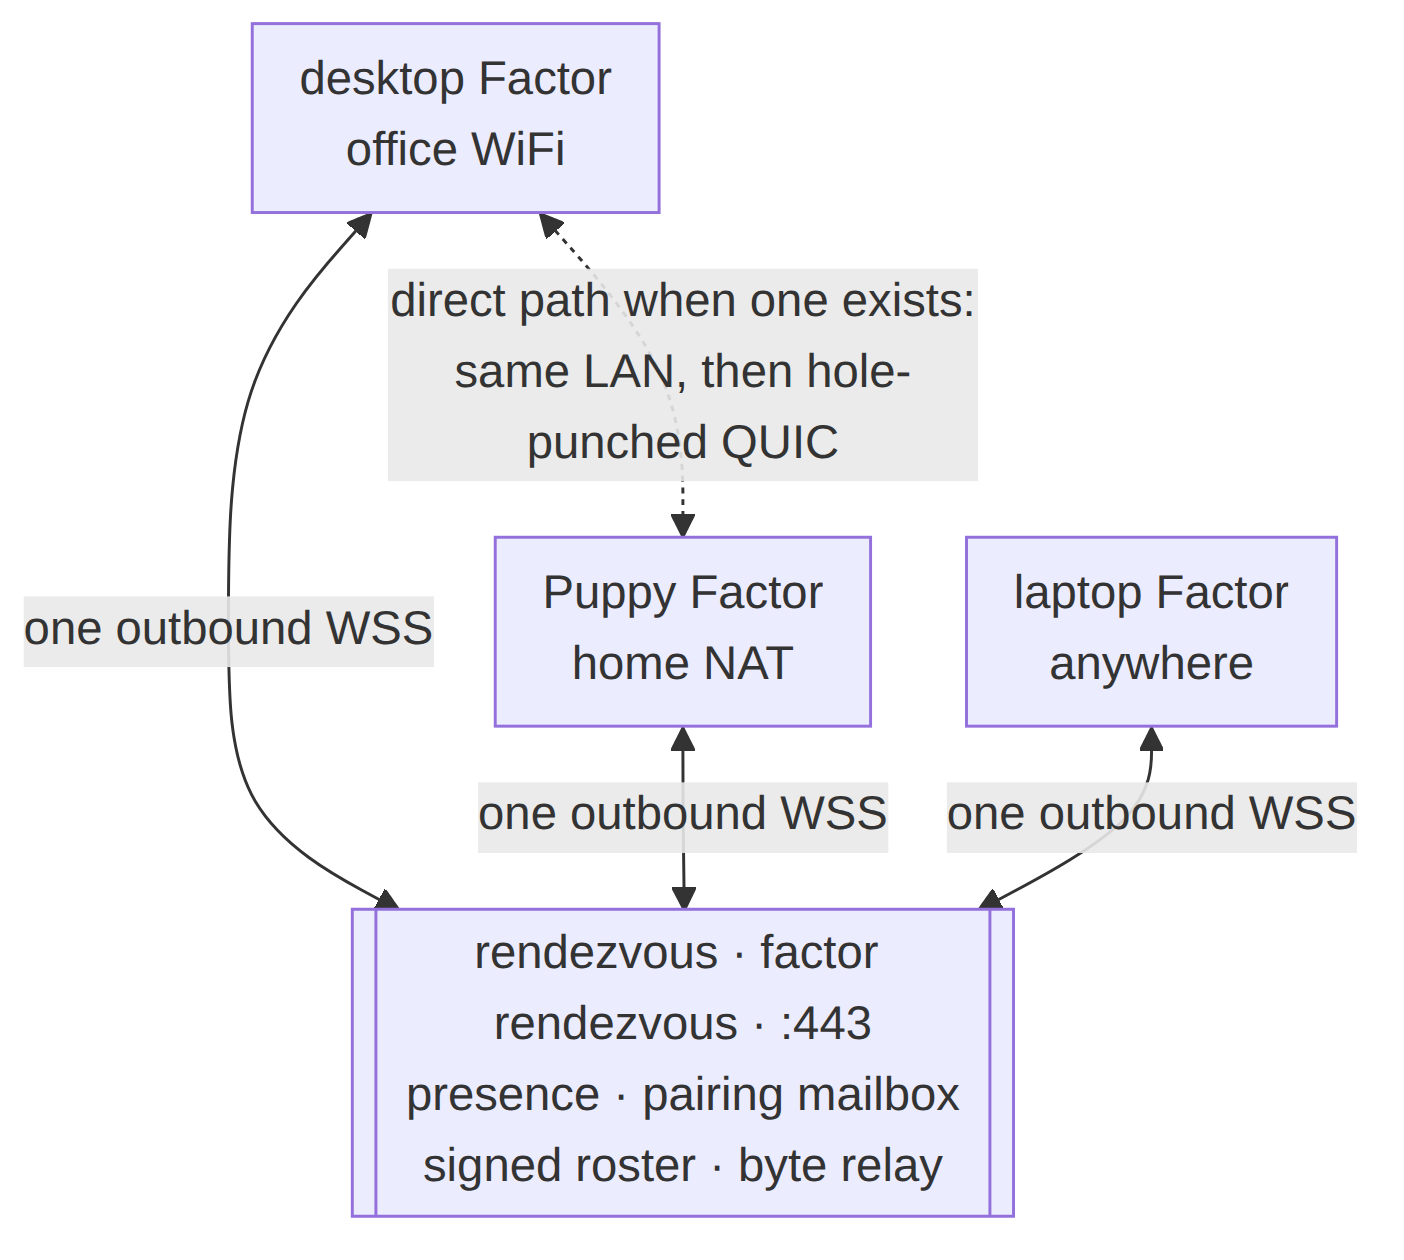 desktop Factor
office WiFi
direct path when one exists:
same LAN, then hole-
punched QUIC
Puppy Factor
home NAT
laptop Factor
anywhere
one outbound WSS
one outbound WSS
one outbound WSS
rendezvous · factor
rendezvous · :443
presence · pairing mailbox
signed roster · byte relay